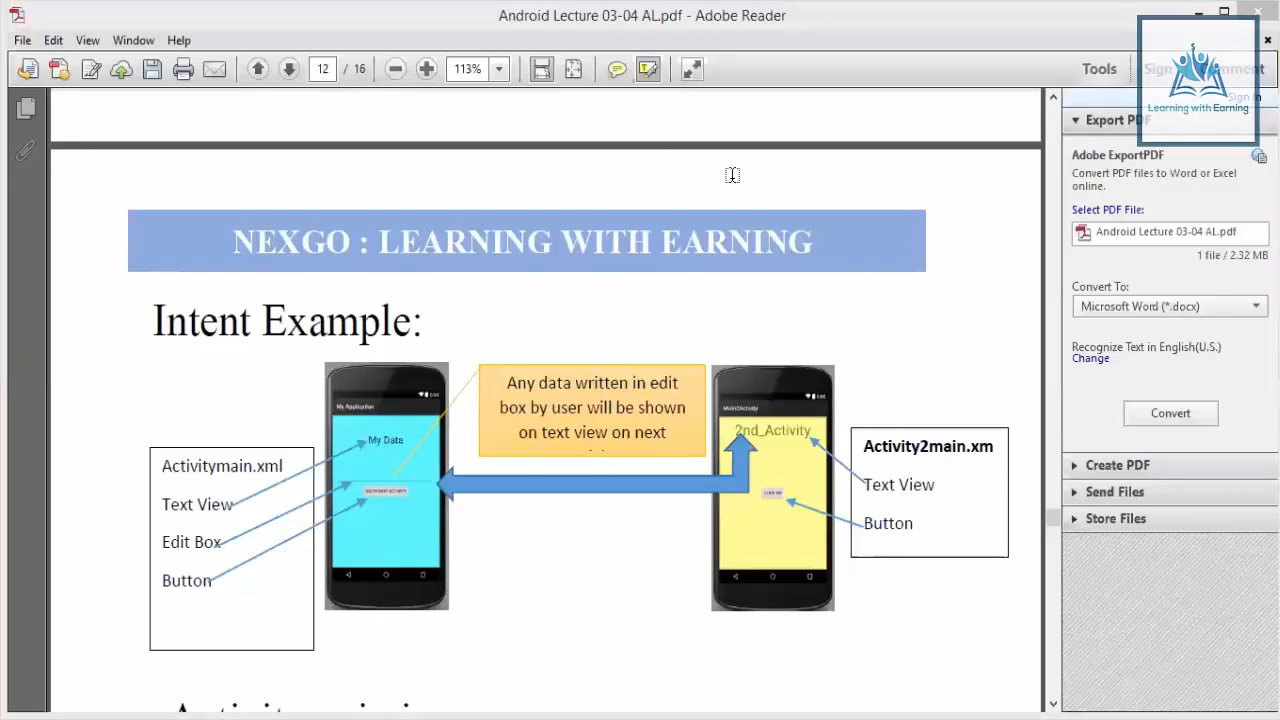 Android Lecture 03-04 AL.pdf - Adobe Reader
File Edit View Window Help
12 / 16
113%
Tools
Sign
Comment
Learning with Earning
Sign In
Export PDF
Adobe ExportPDF
Convert PDF files to Word or Excel
online.
Select PDF File:
Android Lecture 03-04 AL.pdf
1 file / 2.32 MB
Convert To:
Microsoft Word (*.docx)
Recognize Text in English(U.S.)
Change
Convert
Create PDF
Send Files
Store Files
NEXGO : LEARNING WITH EARNING
Intent Example:
Activitymain.xml
Text View
Edit Box
Button
My Application
My Data
Any data written in edit
box by user will be shown
on text view on next
Main2Activity
2nd_Activity
Activity2main.xm
Text View
Button